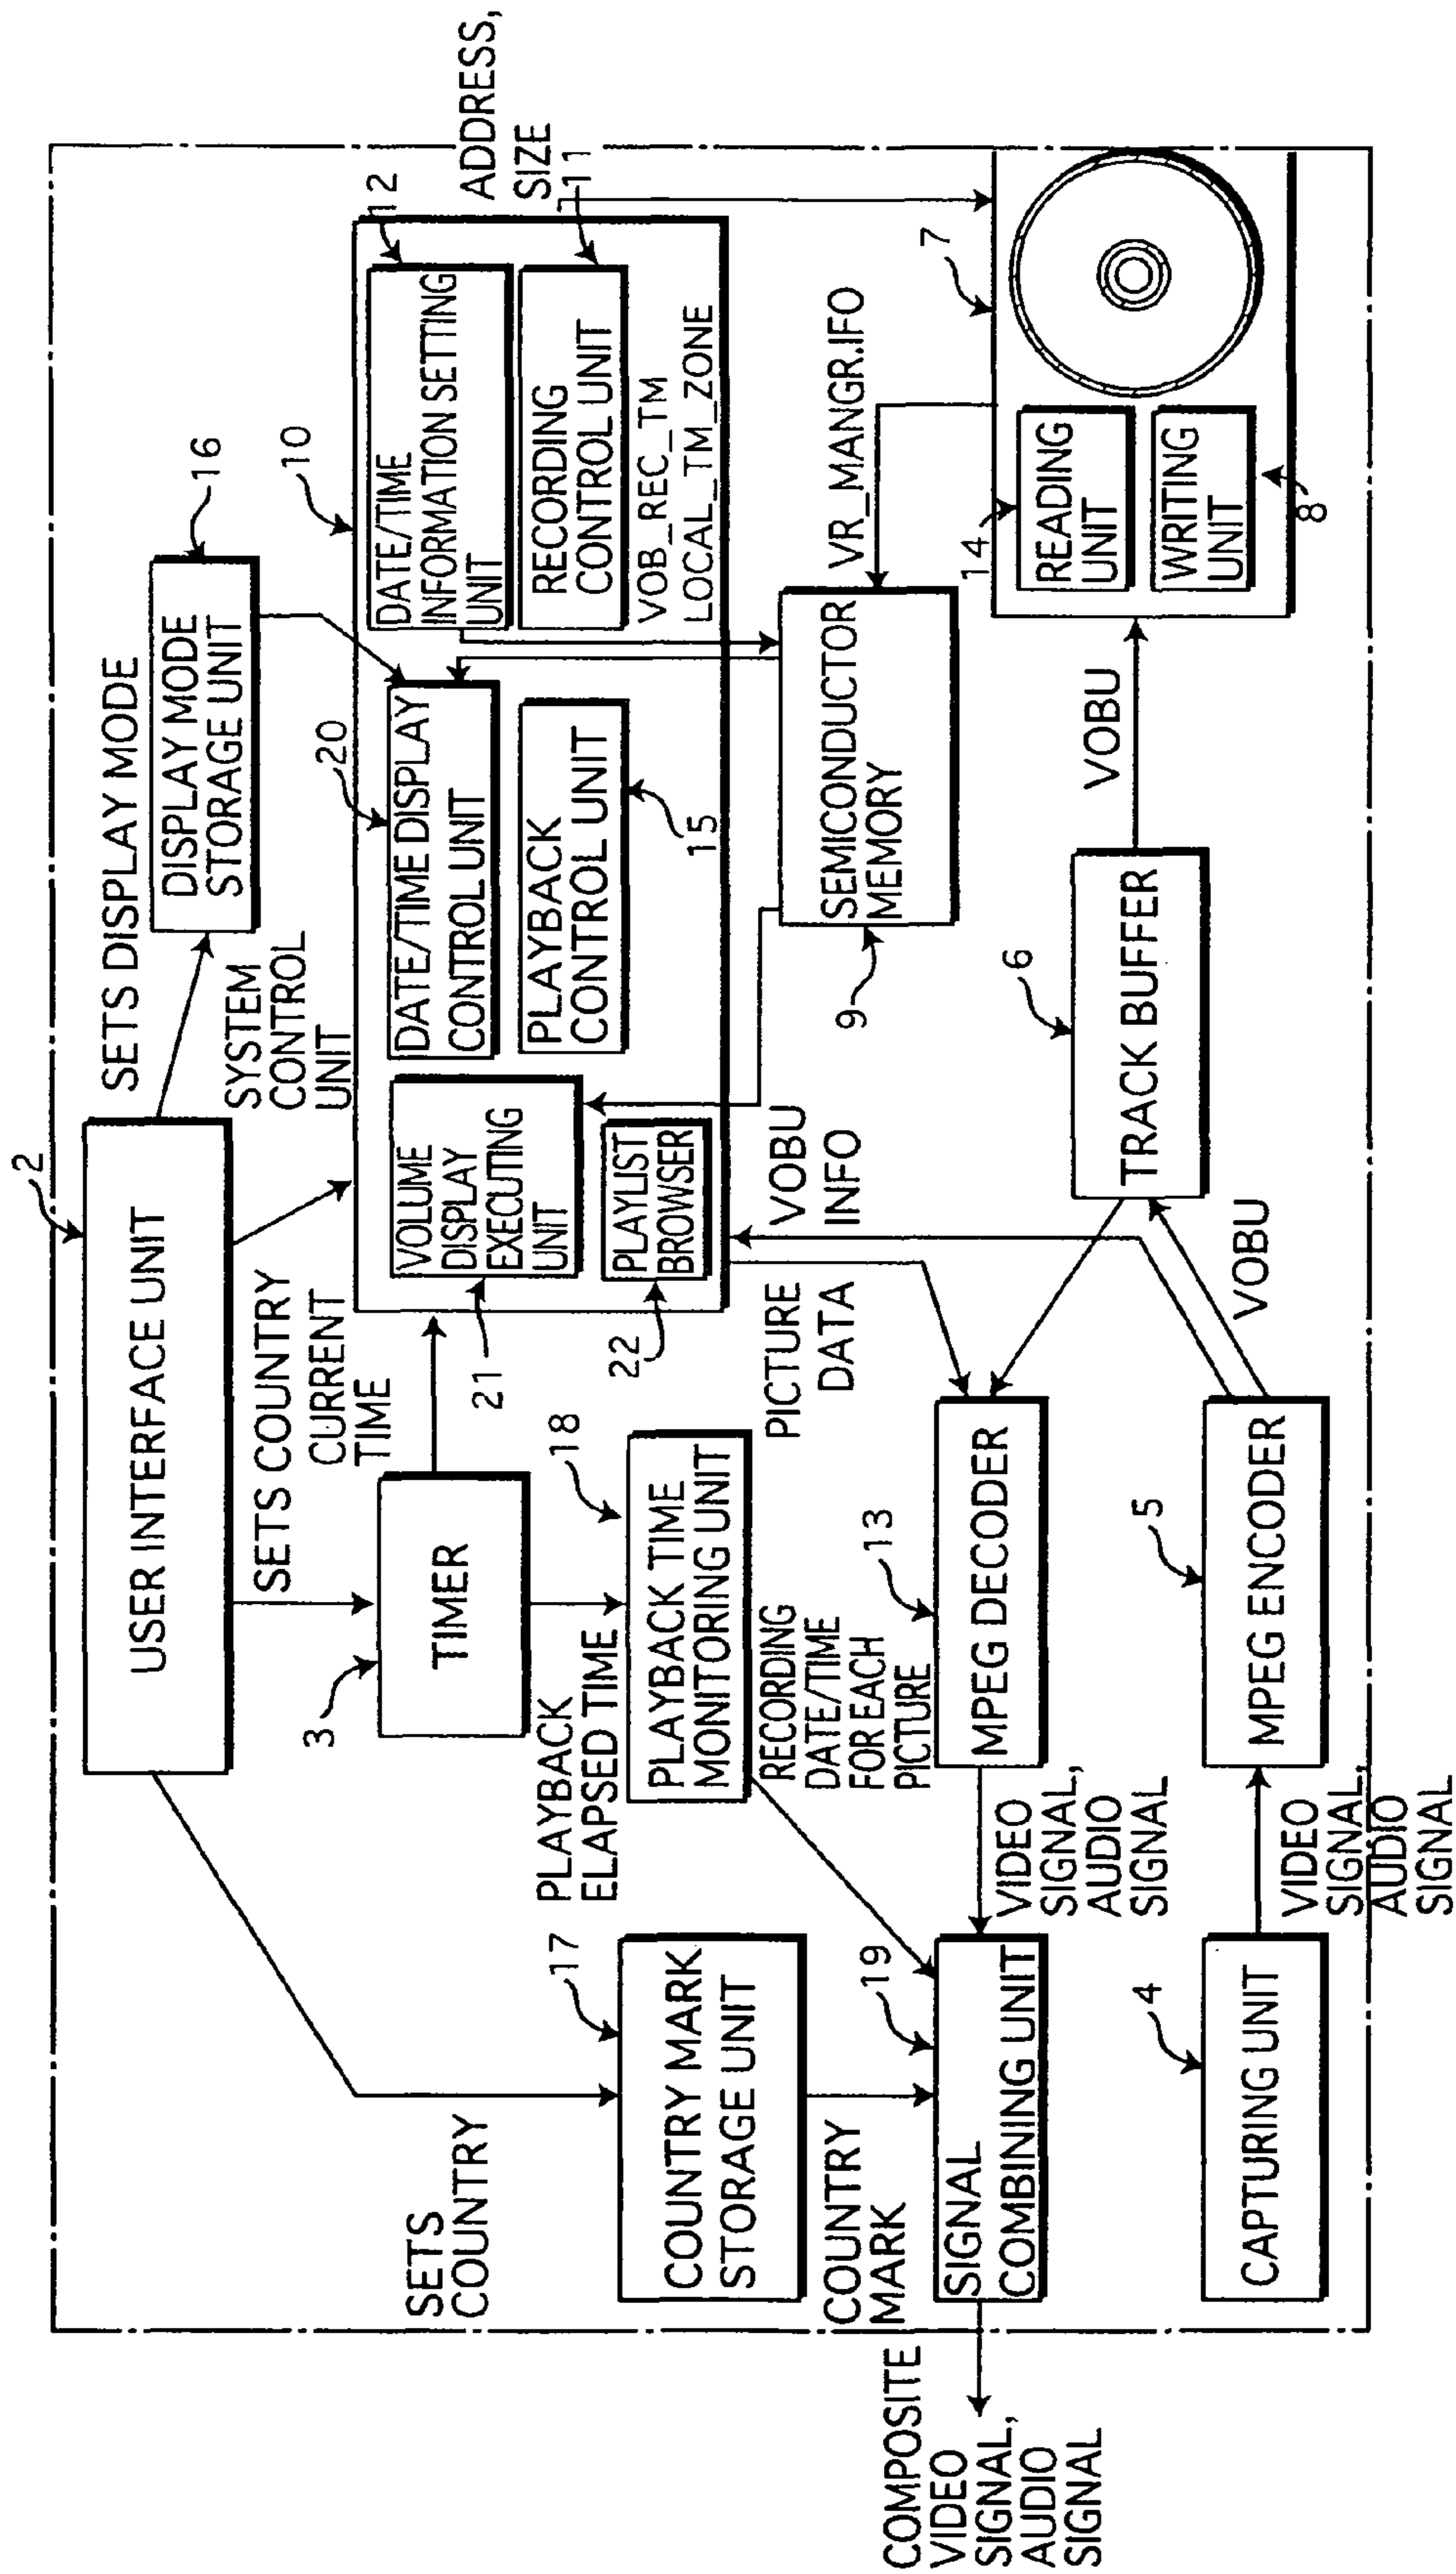 2
USER INTERFACE UNIT
SETS DISPLAY MODE
16
DISPLAY MODE
STORAGE UNIT
SYSTEM
CONTROL
UNIT
10
SETS COUNTRY
SETS
COUNTRY
CURRENT
TIME
3
TIMER
PLAYBACK
ELAPSED TIME
18
PLAYBACK TIME
MONITORING UNIT
17
COUNTRY MARK
STORAGE UNIT
COUNTRY
MARK
RECORDING
DATE/TIME
FOR EACH
PICTURE
12
DATE/TIME
INFORMATION SETTING
UNIT
11
RECORDING
CONTROL UNIT
20
DATE/TIME DISPLAY
CONTROL UNIT
PLAYBACK
CONTROL UNIT
15
VOLUME
DISPLAY
EXECUTING
UNIT
21
PLAYLIST
BROWSER
22
VOB_REC_TM
LOCAL_TM_ZONE
ADDRESS,
SIZE
SEMICONDUCTOR
MEMORY
9
VR_MANGR.IFO
7
14
READING
UNIT
WRITING
UNIT
8
VOBU
INFO
PICTURE
DATA
6
TRACK BUFFER
VOBU
VOBU
19
SIGNAL
COMBINING UNIT
VIDEO
SIGNAL,
AUDIO
SIGNAL
13
MPEG DECODER
COMPOSITE
VIDEO
SIGNAL,
AUDIO
SIGNAL
4
CAPTURING UNIT
VIDEO
SIGNAL,
AUDIO
SIGNAL
5
MPEG ENCODER